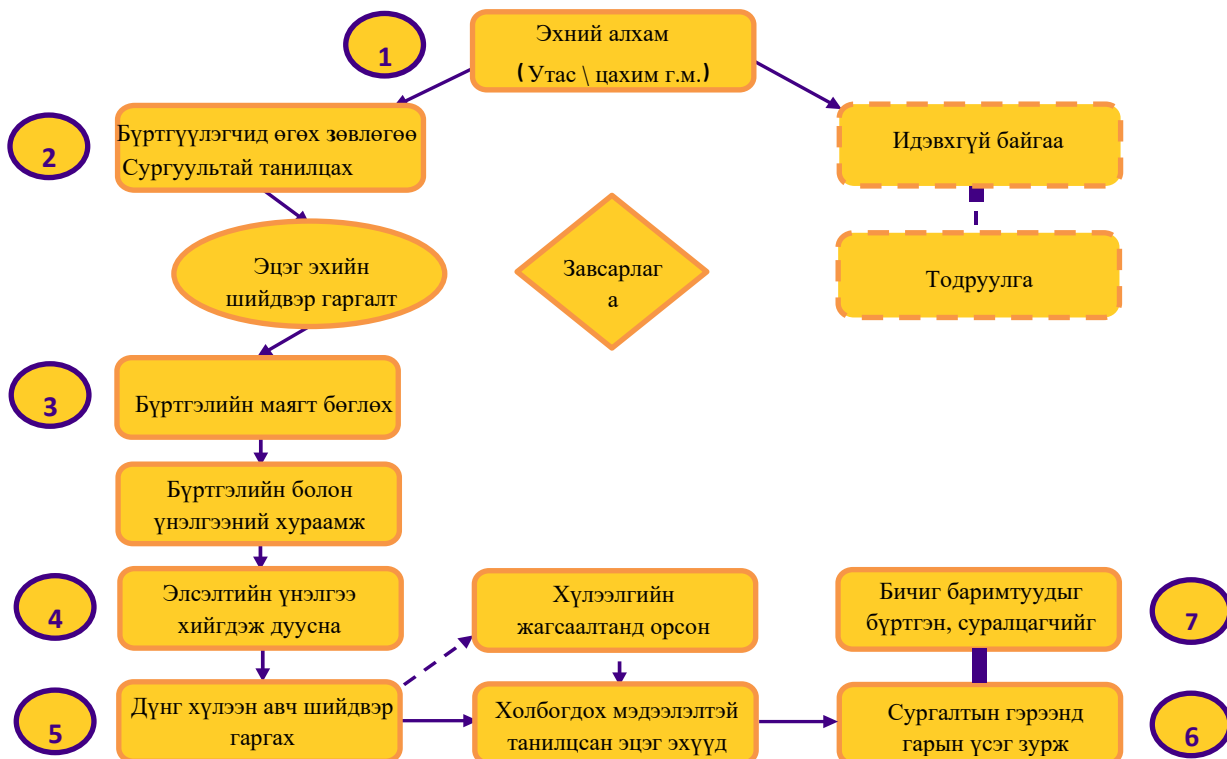 1
Эхний алхам
(Утас \ цахим г.м.)
2
Бүртгүүлэгчид өгөх зөвлөгөө
Сургуультай танилцах
Идэвхгүй байгаа
Эцэг эхийн
шийдвэр гаргалт
Завсарлаг
а
Тодруулга
3
Бүртгэлийн маягт бөглөх
Бүртгэлийн болон
үнэлгээний хураамж
4
Элсэлтийн үнэлгээ
хийгдэж дуусна
Хүлээлгийн
жагсаалтанд орсон
Бичиг баримтуудыг
бүртгэн, суралцагчийг
7
5
Дүнг хүлээн авч шийдвэр
гаргах
Холбогдох мэдээлэлтэй
танилцсан эцэг эхүүд
Сургалтын гэрээнд
гарын үсэг зурж
6